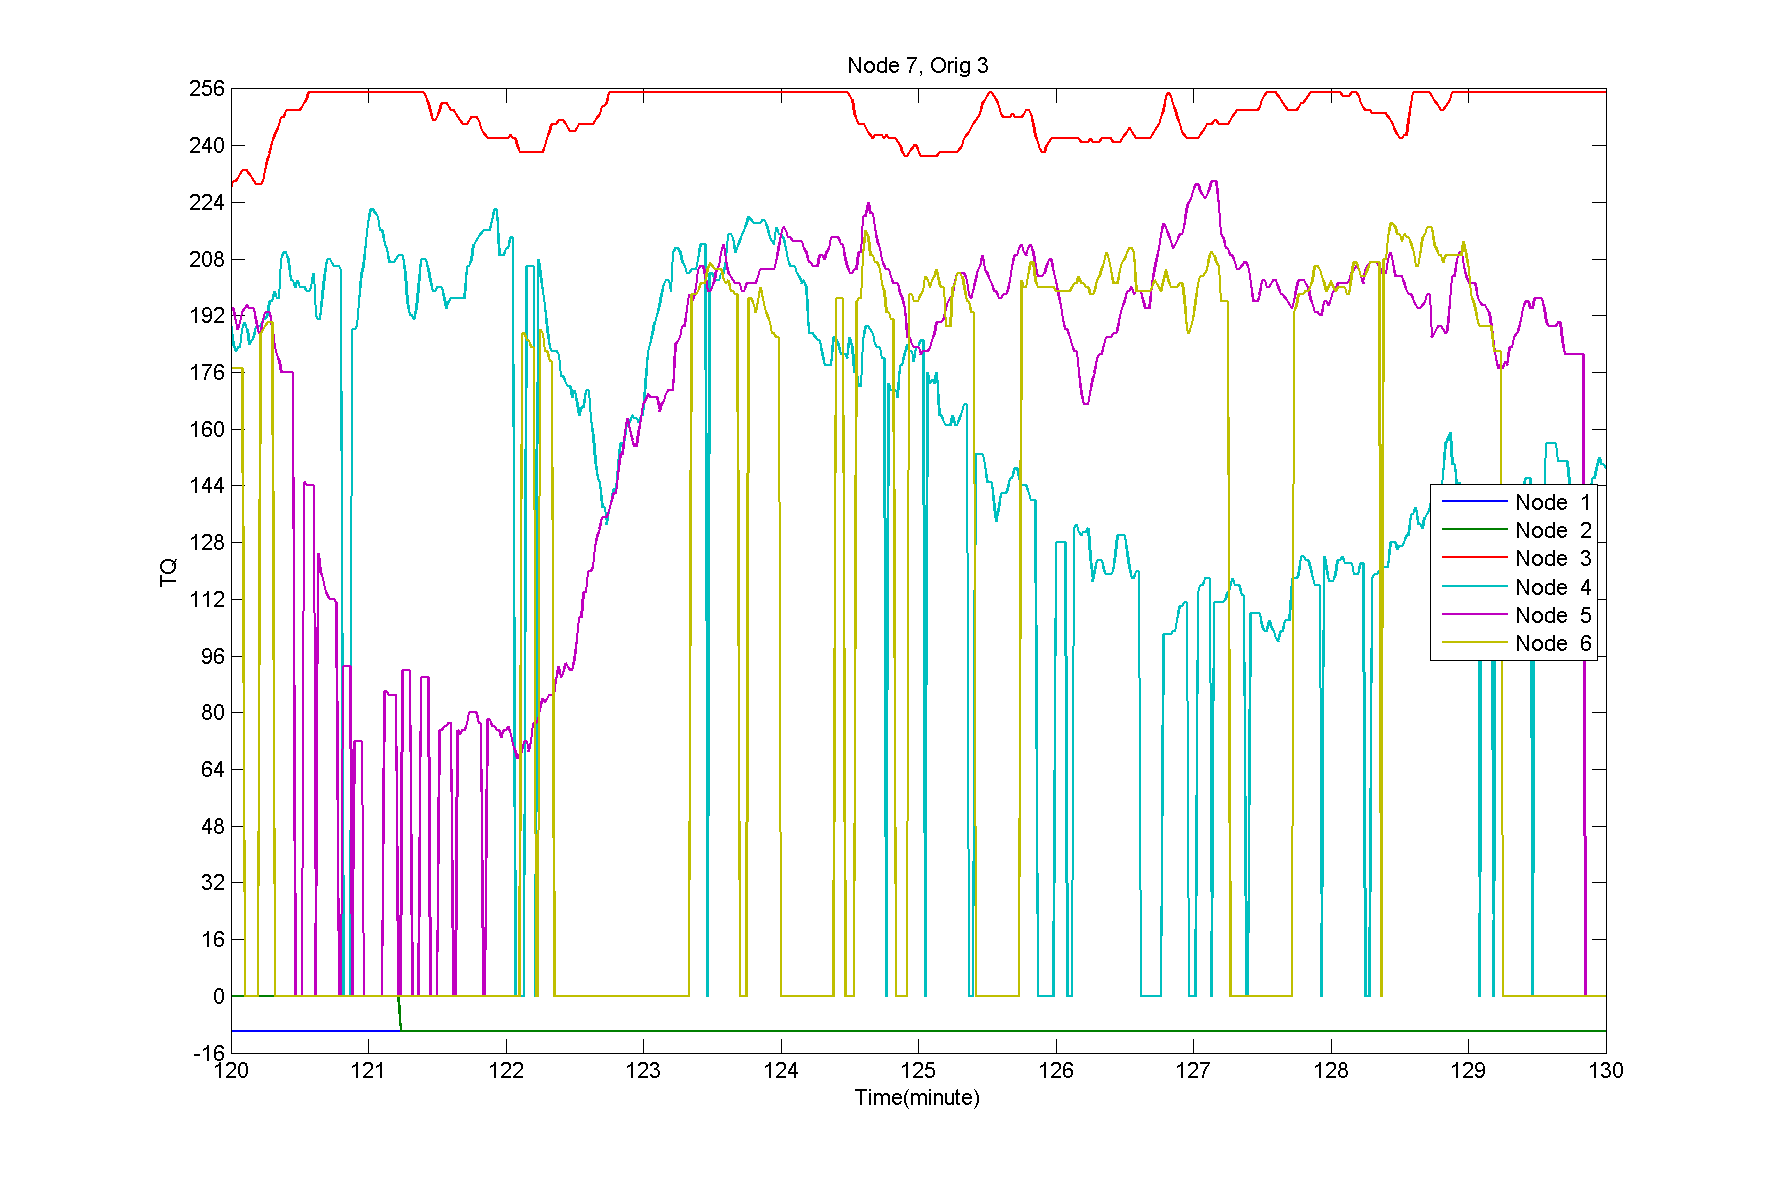 Node 7, Orig 3
256
240
224
208
192
176
160
144
128
112
96
80
64
48
32
16
0
-16
TQ
Node 1
Node 2
Node 3
Node 4
Node 5
Node 6
120 121 122 123 124 125 126 127 128 129 130
Time(minute)